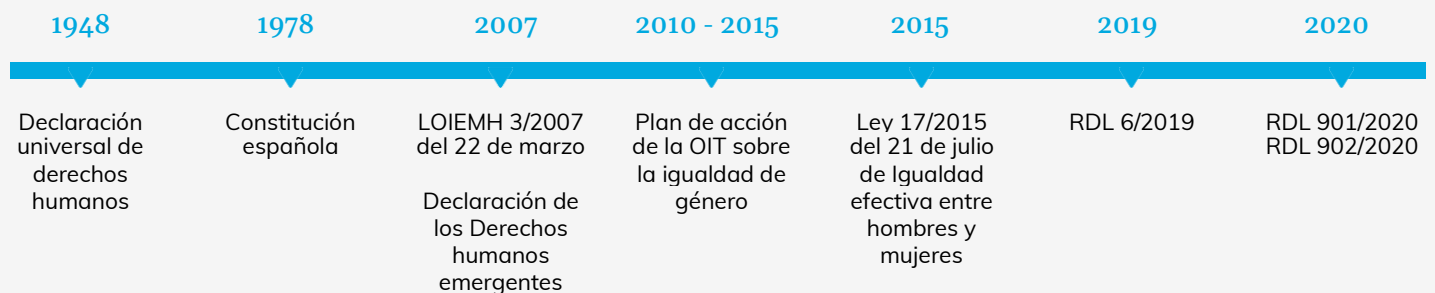 1948
Declaración
universal de
derechos
humanos
1978
Constitución
española
2007
LOIEMH 3/2007
del 22 de marzo
Declaración de
los Derechos
humanos
emergentes
2010 - 2015
Plan de acción
de la OIT sobre
la igualdad de
género
2015
Ley 17/2015
del 21 de julio
de Igualdad
efectiva entre
hombres y
mujeres
2019
RDL 6/2019
2020
RDL 901/2020
RDL 902/2020